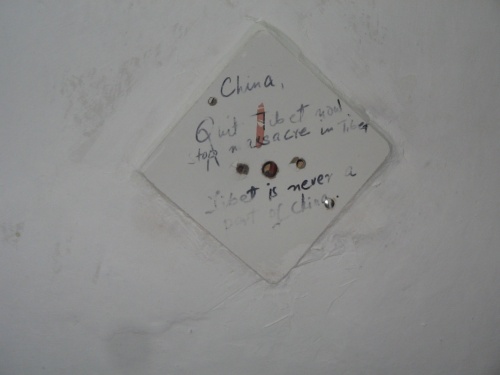 China,
Quit Tibet and
stop massacre in Tibet
Tibet is never a
part of China.